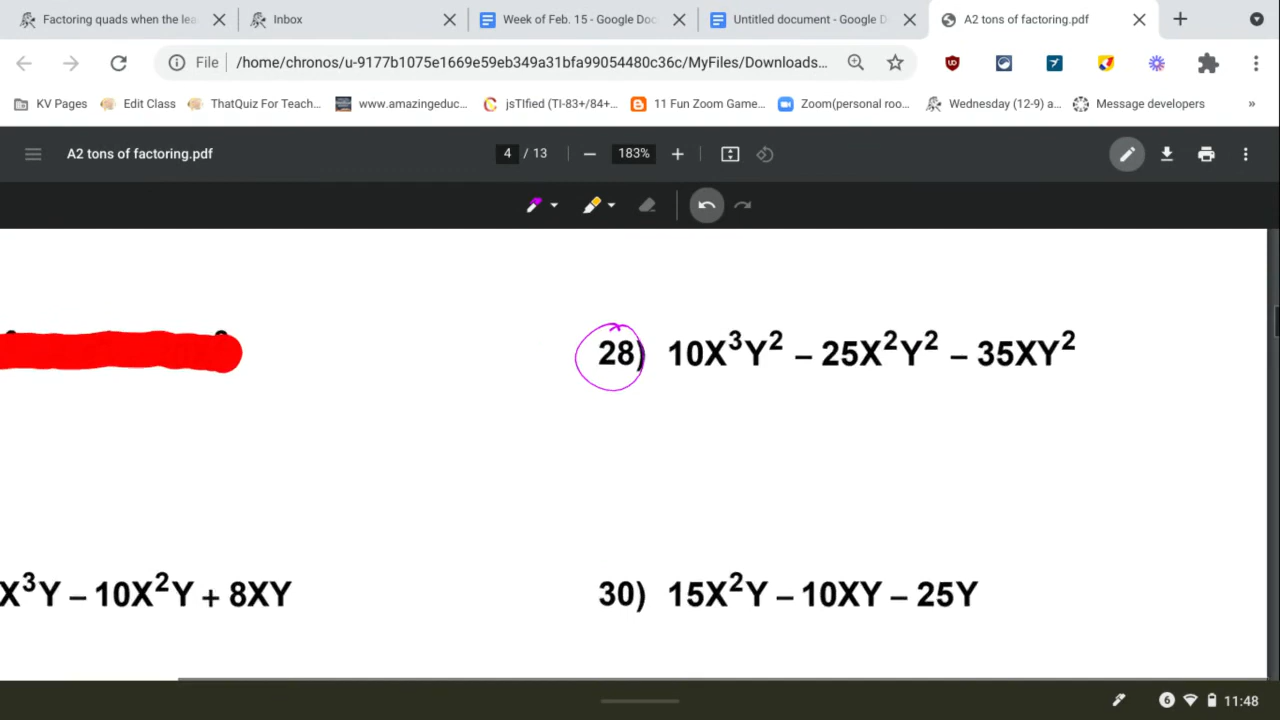 Factoring quads when the lea
Inbox
Week of Feb. 15 - Google Doc
Untitled document - Google D
A2 tons of factoring.pdf
File /home/chronos/u-9177b1075e1669e59eb349a31bfa99054480c36c/MyFiles/Downloads...
KV Pages Edit Class ThatQuiz For Teach... www.amazingeduc... jsTIfied (TI-83+/84+... 11 Fun Zoom Game... Zoom(personal roo... Wednesday (12-9) a... Message developers »
A2 tons of factoring.pdf 4 / 13 — 183% +
28) 10X³Y² – 25X²Y² – 35XY²
X³Y – 10X²Y + 8XY
30) 15X²Y – 10XY – 25Y
6 11:48